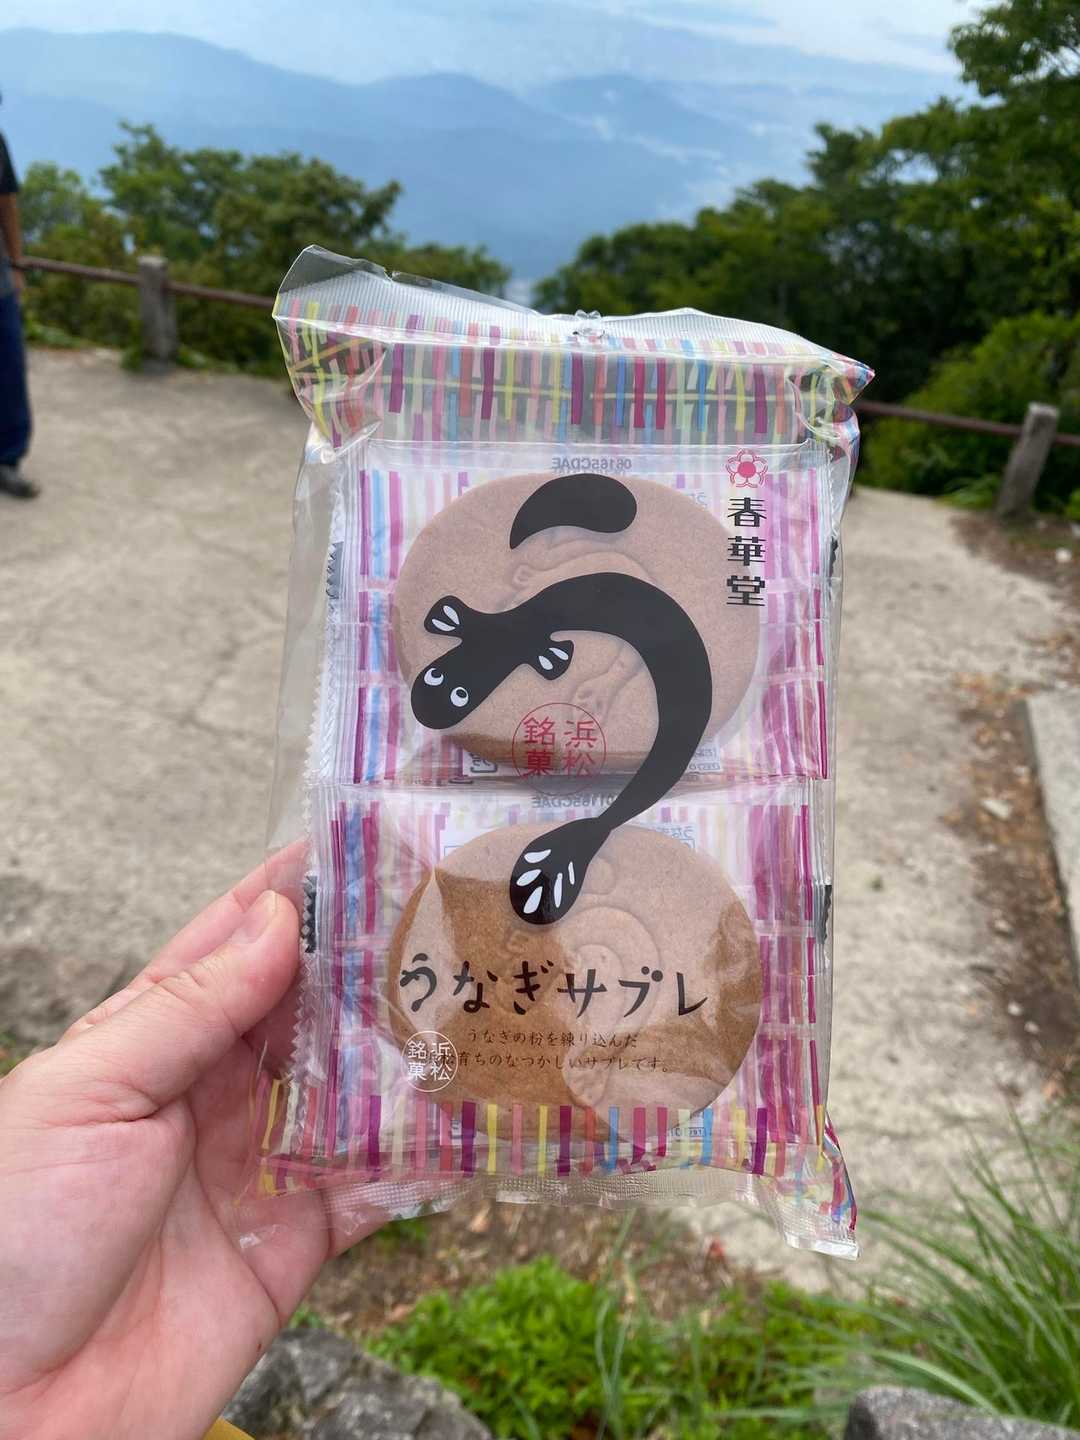 06165CDAE
春華堂
浜松
銘菓
01165CDAE
うなぎサブレ
うなぎの粉を練り込んだ
育ちのなつかしいサブレです。
浜松
銘菓